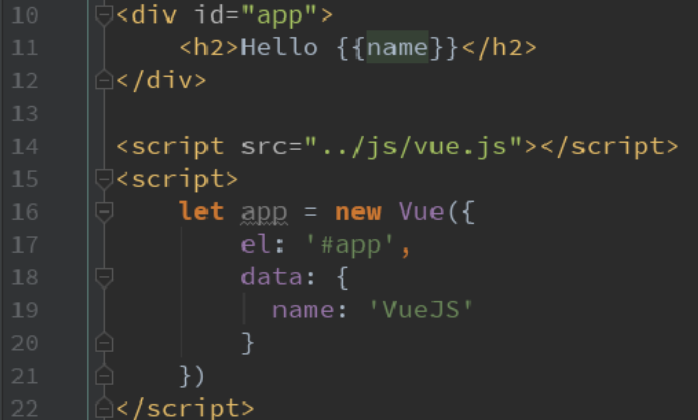 10 <div id="app">
11     <h2>Hello {{name}}</h2>
12 </div>
13
14 <script src="../js/vue.js"></script>
15 <script>
16     let app = new Vue({
17         el: '#app',
18         data: {
19           name: 'VueJS'
20         }
21     })
22 </script>